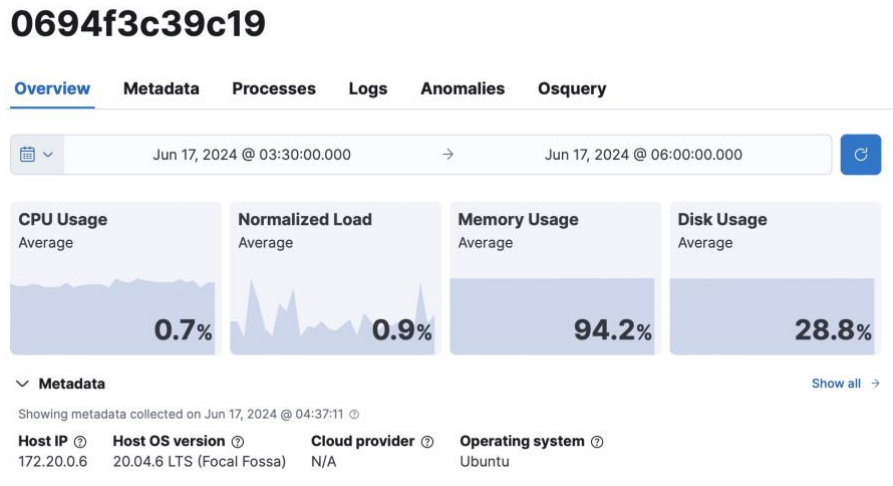 0694f3c39c19
Overview Metadata Processes Logs Anomalies Osquery
Jun 17, 2024 @ 03:30:00.000 → Jun 17, 2024 @ 06:00:00.000
CPU Usage Normalized Load Memory Usage Disk Usage
Average Average Average Average
0.7% 0.9% 94.2% 28.8%
Metadata Show all →
Showing metadata collected on Jun 17, 2024 @ 04:37:11
Host IP Host OS version Cloud provider Operating system
172.20.0.6 20.04.6 LTS (Focal Fossa) N/A Ubuntu